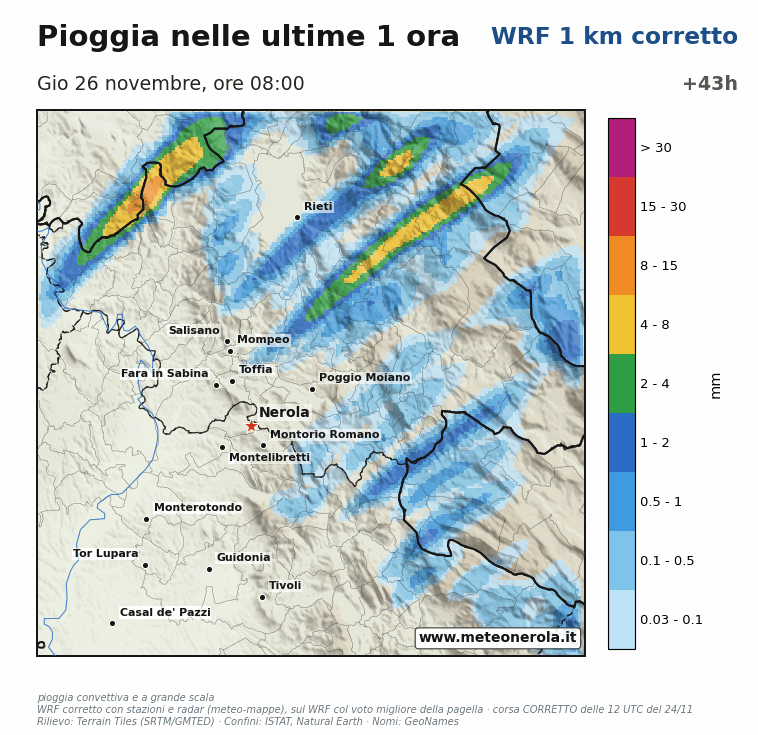 Pioggia nelle ultime 1 ora
WRF 1 km corretto
Gio 26 novembre, ore 08:00
+43h
> 30
15 - 30
8 - 15
4 - 8
2 - 4
1 - 2
0.5 - 1
0.1 - 0.5
0.03 - 0.1
mm
Rieti
Salisano
Mompeo
Toffia
Fara in Sabina
Poggio Moiano
Nerola
Montorio Romano
Montelibretti
Monterotondo
Tor Lupara
Guidonia
Tivoli
Casal de' Pazzi
www.meteonerola.it
pioggia convettiva e a grande scala
WRF corretto con stazioni e radar (meteo-mappe), sul WRF col voto migliore della pagella · corsa CORRETTO delle 12 UTC del 24/11
Rilievo: Terrain Tiles (SRTM/GMTED) · Confini: ISTAT, Natural Earth · Nomi: GeoNames